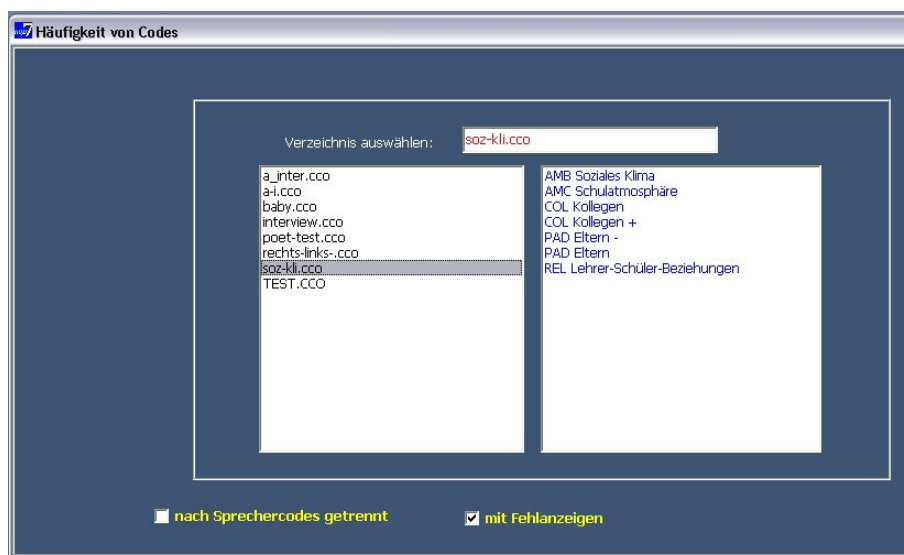 Häufigkeit von Codes
Verzeichnis auswählen:
soz-kli.cco
a_inter.cco
a-i.cco
baby.cco
interview.cco
poet-test.cco
rechts-links-.cco
soz-kli.cco
TEST.CCO
AMB Soziales Klima
AMC Schulatmosphäre
COL Kollegen
COL Kollegen +
PAD Eltern -
PAD Eltern
REL Lehrer-Schüler-Beziehungen
nach Sprechercodes getrennt
mit Fehlanzeigen